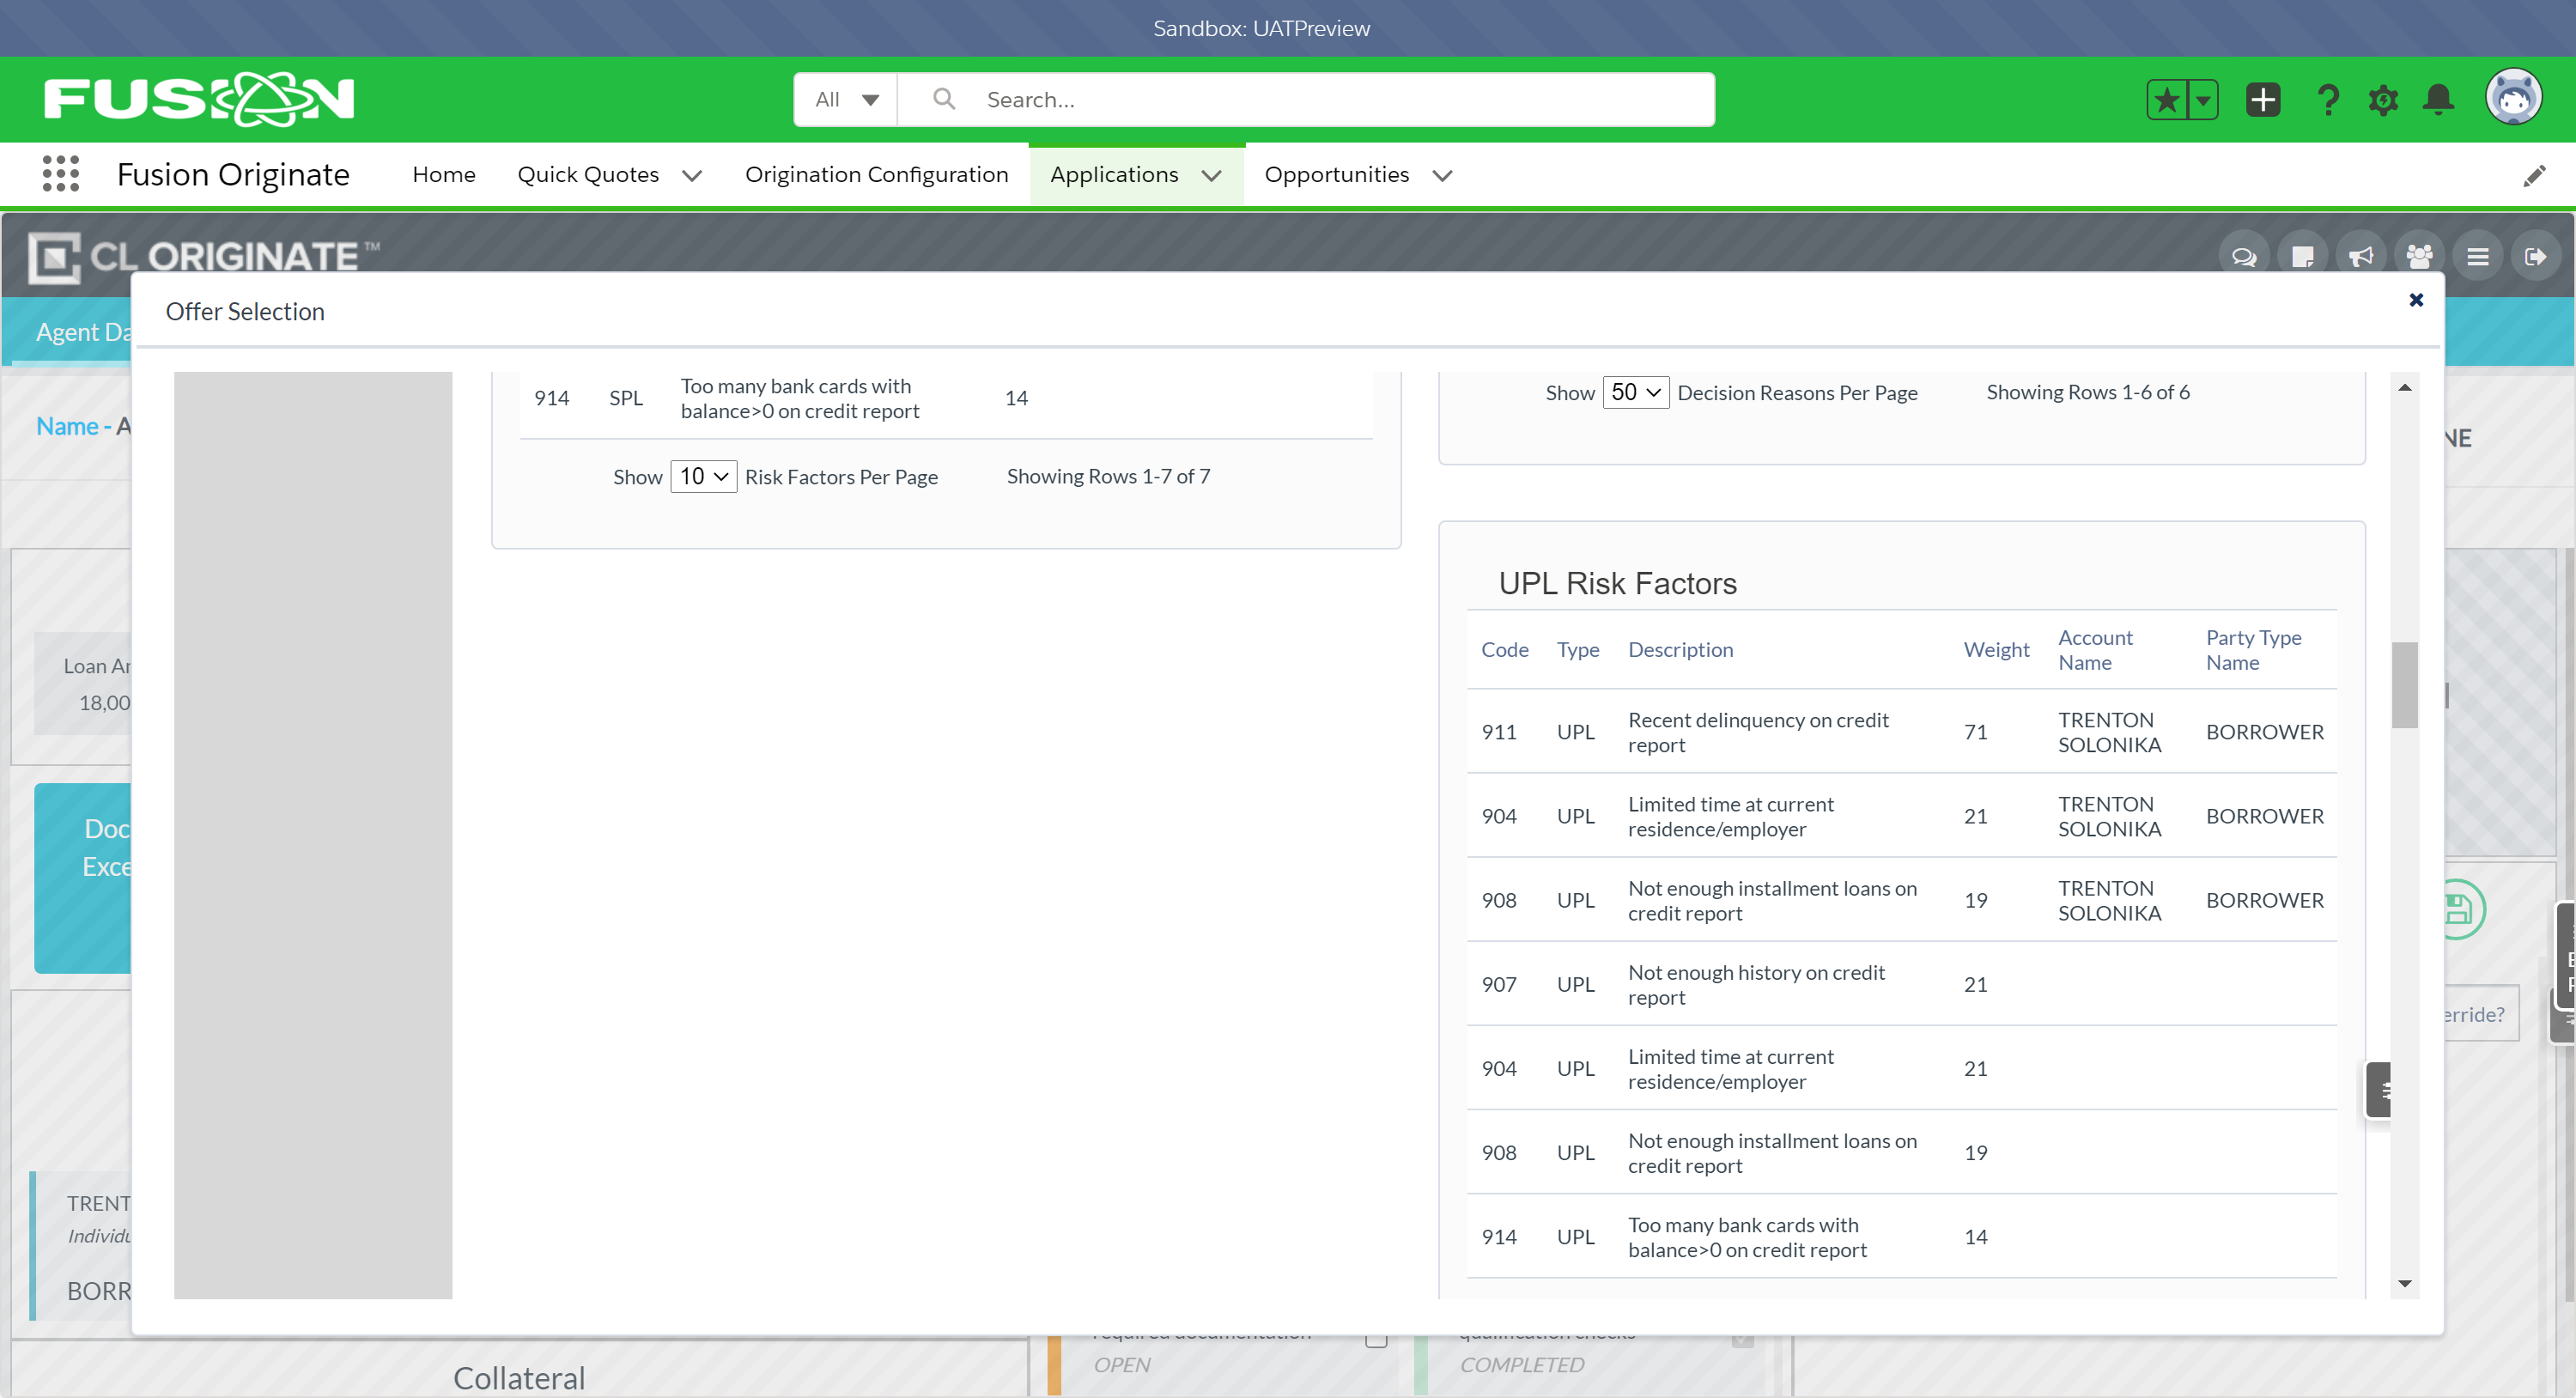 Sandbox: UATPreview
FUSION
All
Search...
Fusion Originate
Home
Quick Quotes
Origination Configuration
Applications
Opportunities
CL ORIGINATE™
Offer Selection
Agent Da
Name - A
NE
Loan Ar
18,00
Doc
Exce
TRENT
Individu
BORR
914 SPL Too many bank cards with
balance>0 on credit report 14
Show 10 Risk Factors Per Page Showing Rows 1-7 of 7
Show 50 Decision Reasons Per Page Showing Rows 1-6 of 6
UPL Risk Factors
Code Type Description Weight Account Name Party Type Name
911 UPL Recent delinquency on credit report 71 TRENTON SOLONIKA BORROWER
904 UPL Limited time at current residence/employer 21 TRENTON SOLONIKA BORROWER
908 UPL Not enough installment loans on credit report 19 TRENTON SOLONIKA BORROWER
907 UPL Not enough history on credit report 21
904 UPL Limited time at current residence/employer 21
908 UPL Not enough installment loans on credit report 19
914 UPL Too many bank cards with balance>0 on credit report 14
erride?
Collateral
required documentation
OPEN
qualification checks
COMPLETED